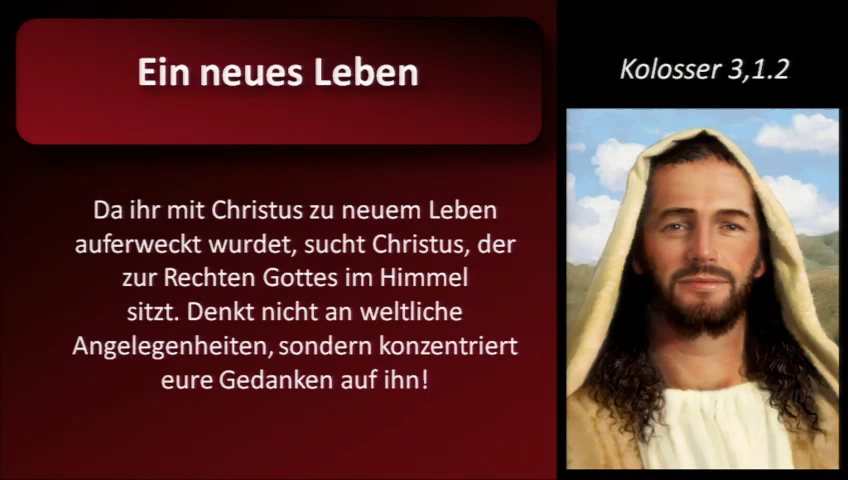 Ein neues Leben
Kolosser 3,1.2
Da ihr mit Christus zu neuem Leben
auferweckt wurdet, sucht Christus, der
zur Rechten Gottes im Himmel
sitzt. Denkt nicht an weltliche
Angelegenheiten, sondern konzentriert
eure Gedanken auf ihn!